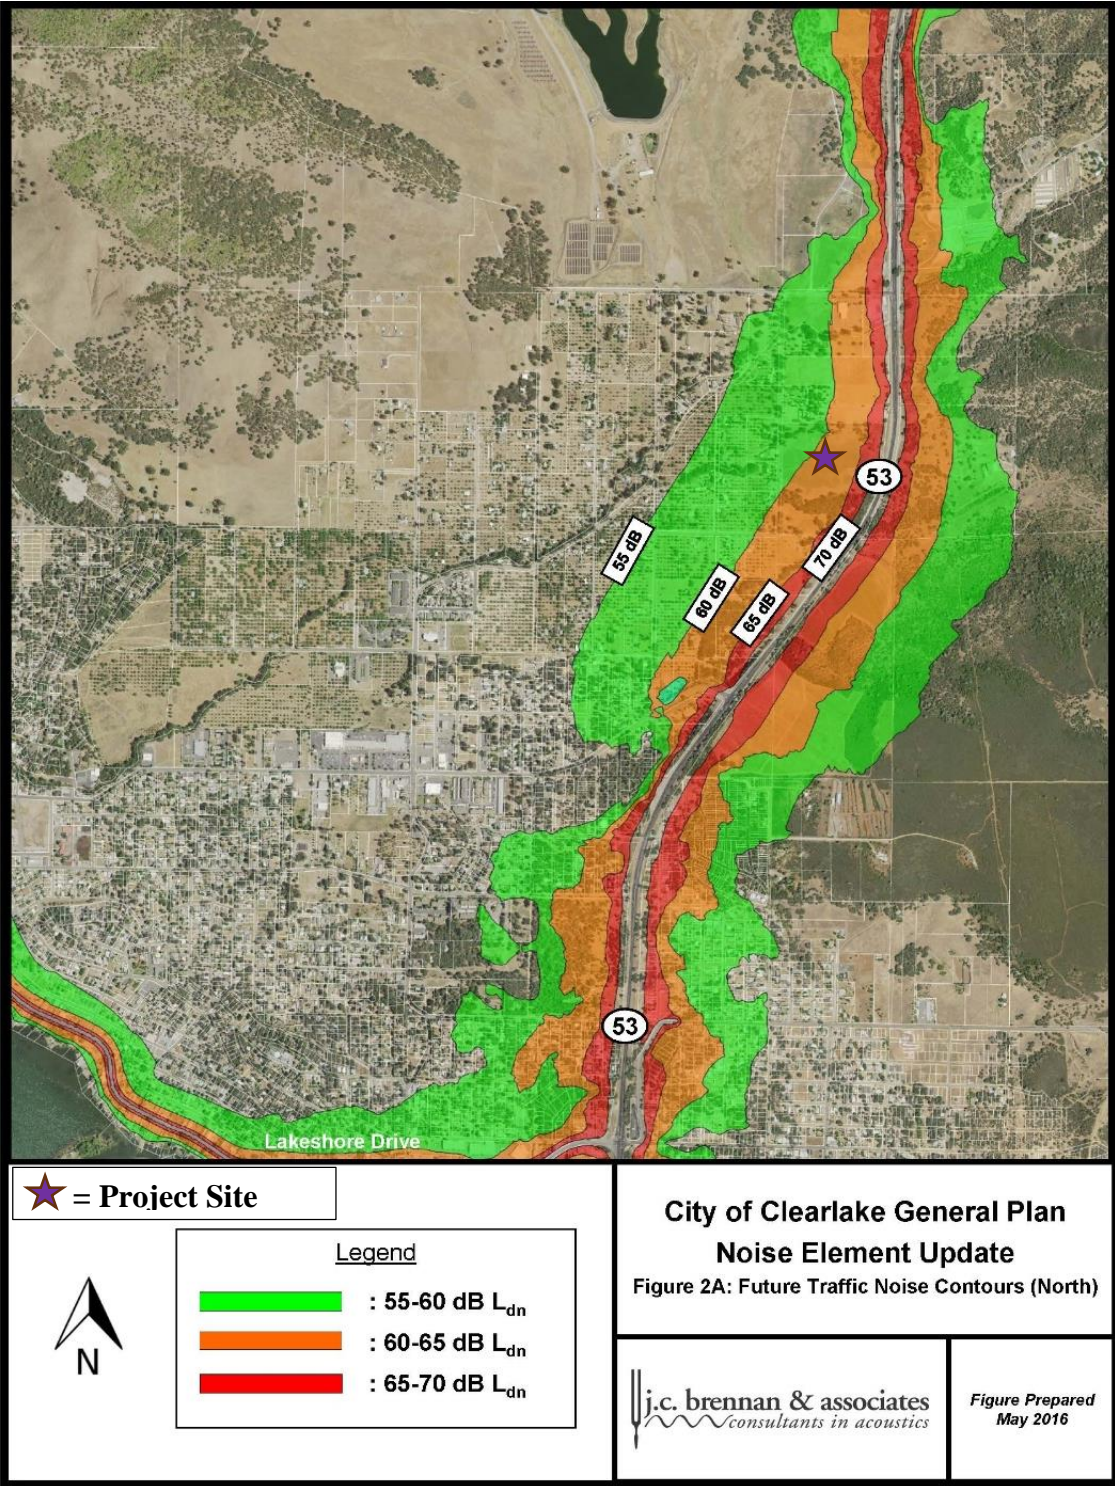 53
55 dB
60 dB
65 dB
70 dB
53
Lakeshore Drive
= Project Site
Legend
: 55-60 dB Ldn
: 60-65 dB Ldn
: 65-70 dB Ldn
N
City of Clearlake General Plan
Noise Element Update
Figure 2A: Future Traffic Noise Contours (North)
j.c. brennan & associates
consultants in acoustics
Figure Prepared
May 2016